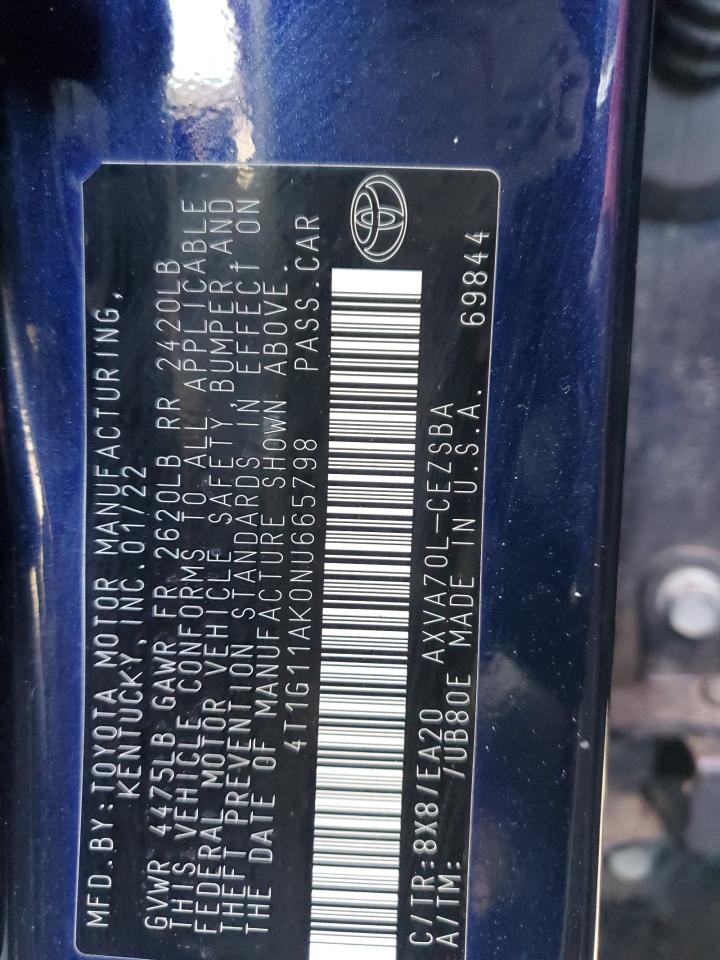 MFD.BY:TOYOTA MOTOR MANUFACTURING,
KENTUCKY, INC. 01/22
GVWR 4475LB GAWR FR 2620LB RR 2420LB
THIS VEHICLE CONFORMS TO ALL APPLICABLE
FEDERAL MOTOR VEHICLE SAFETY, BUMPER, AND
THEFT PREVENTION STANDARDS IN EFFECT ON
THE DATE OF MANUFACTURE SHOWN ABOVE.
4T1G11AK0NU665798 PASS.CAR
C/TR:8X8/EA20 AXVA70L-CEZSBA
A/TM: /UB80E MADE IN U.S.A. 69844